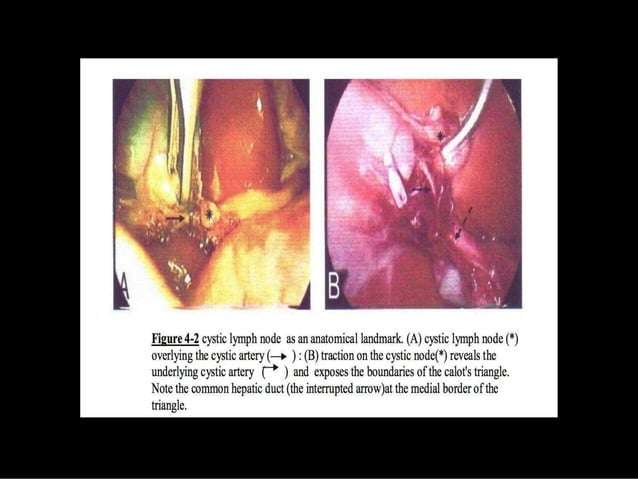 A
*
B
*
Figure 4-2 cystic lymph node as an anatomical landmark. (A) cystic lymph node (*)
overlying the cystic artery ( ) : (B) traction on the cystic node(*) reveals the
underlying cystic artery ( ) and exposes the boundaries of the calot's triangle.
Note the common hepatic duct (the interrupted arrow)at the medial border of the
triangle.